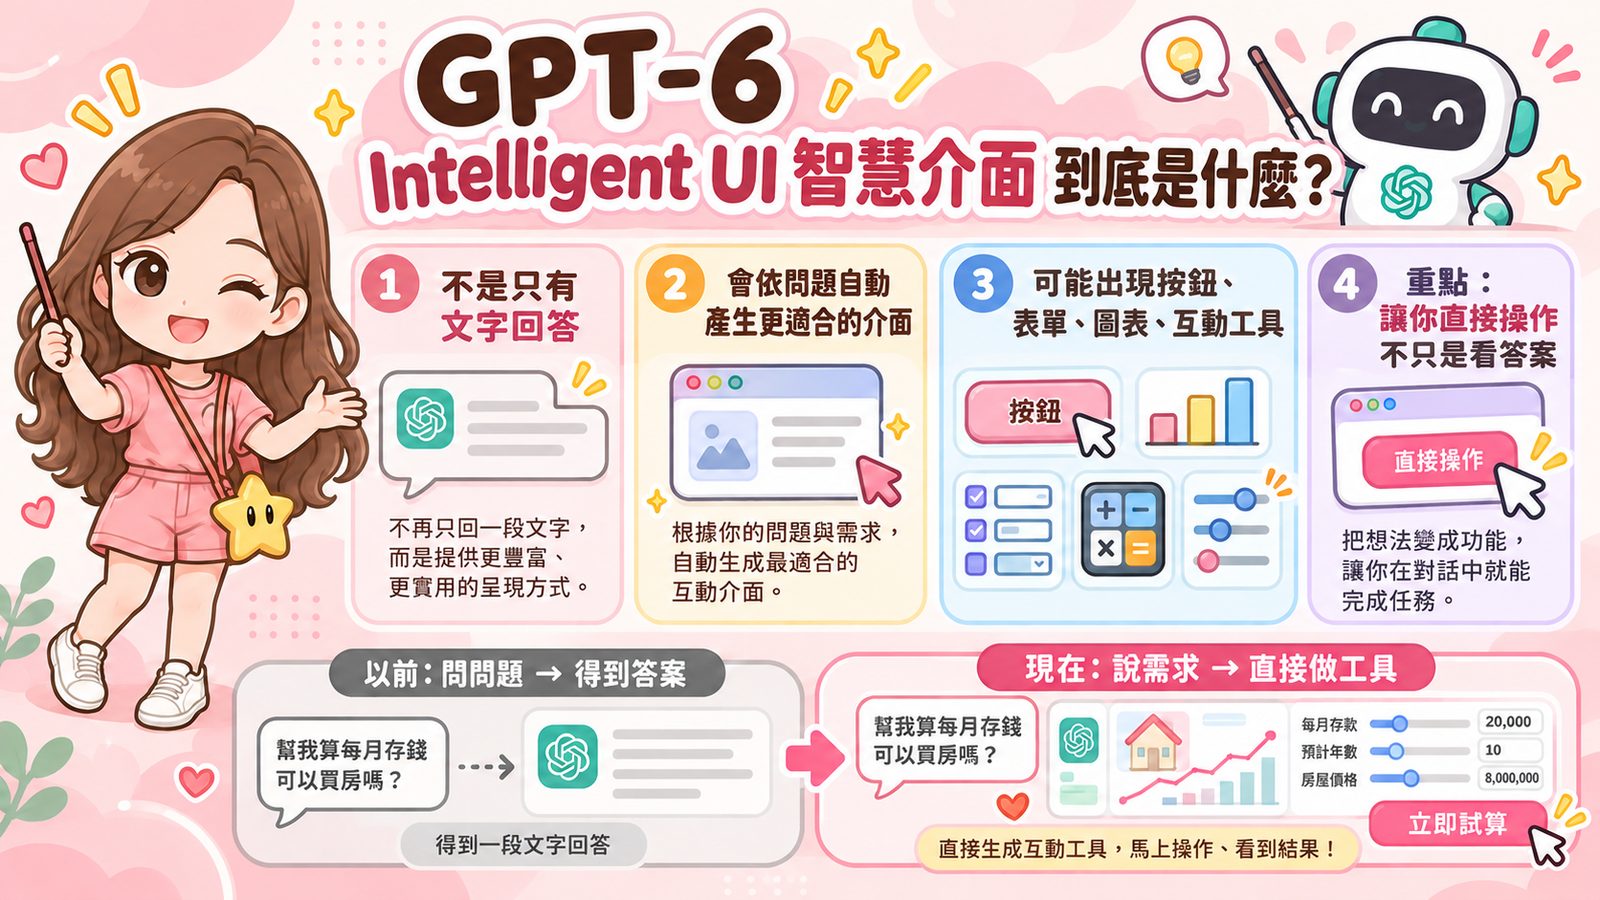 GPT-6
Intelligent UI 智慧介面 到底是什麼?
1
不是只有
文字回答
不再只回一段文字，
而是提供更豐富、
更實用的呈現方式。
2
會依問題自動
產生更適合的介面
根據你的問題與需求，
自動生成最適合的
互動介面。
3
可能出現按鈕、
表單、圖表、互動工具
按鈕
4
重點：
讓你直接操作
不只是看答案
直接操作
把想法變成功能，
讓你在對話中就能
完成任務。
以前：問問題 → 得到答案
幫我算每月存錢
可以買房嗎？
得到一段文字回答
現在：說需求 → 直接做工具
幫我算每月存錢
可以買房嗎？
每月存款 20,000
預計年數 10
房屋價格 8,000,000
立即試算
直接生成互動工具，馬上操作、看到結果！